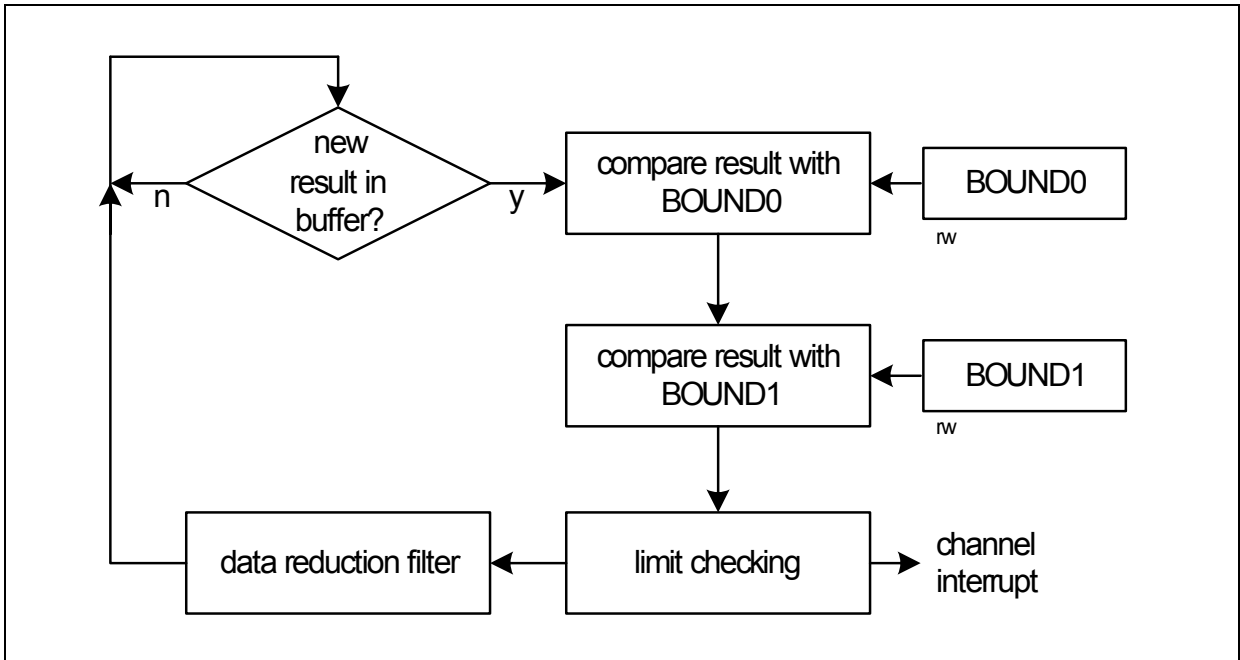 new
result in
buffer?
n
y
compare result with
BOUND0
BOUND0
rw
compare result with
BOUND1
BOUND1
rw
data reduction filter
limit checking
channel
interrupt